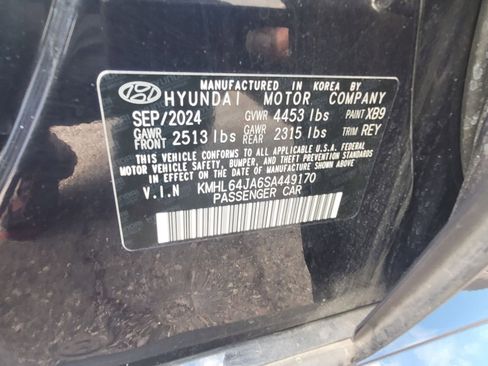 MANUFACTURED IN KOREA BY
HYUNDAI MOTOR COMPANY
SEP/2024 GVWR 4453 lbs PAINT XB9
GAWR FRONT 2513 lbs GAWR REAR 2315 lbs TRIM REY
THIS VEHICLE CONFORMS TO ALL APPLICABLE U.S.A. FEDERAL
MOTOR VEHICLE SAFETY, BUMPER, AND THEFT PREVENTION STANDARDS
IN EFFECT ON THE DATE OF MANUFACTURE SHOWN ABOVE.
V.I.N KMHL64JA6SA449170
PASSENGER CAR